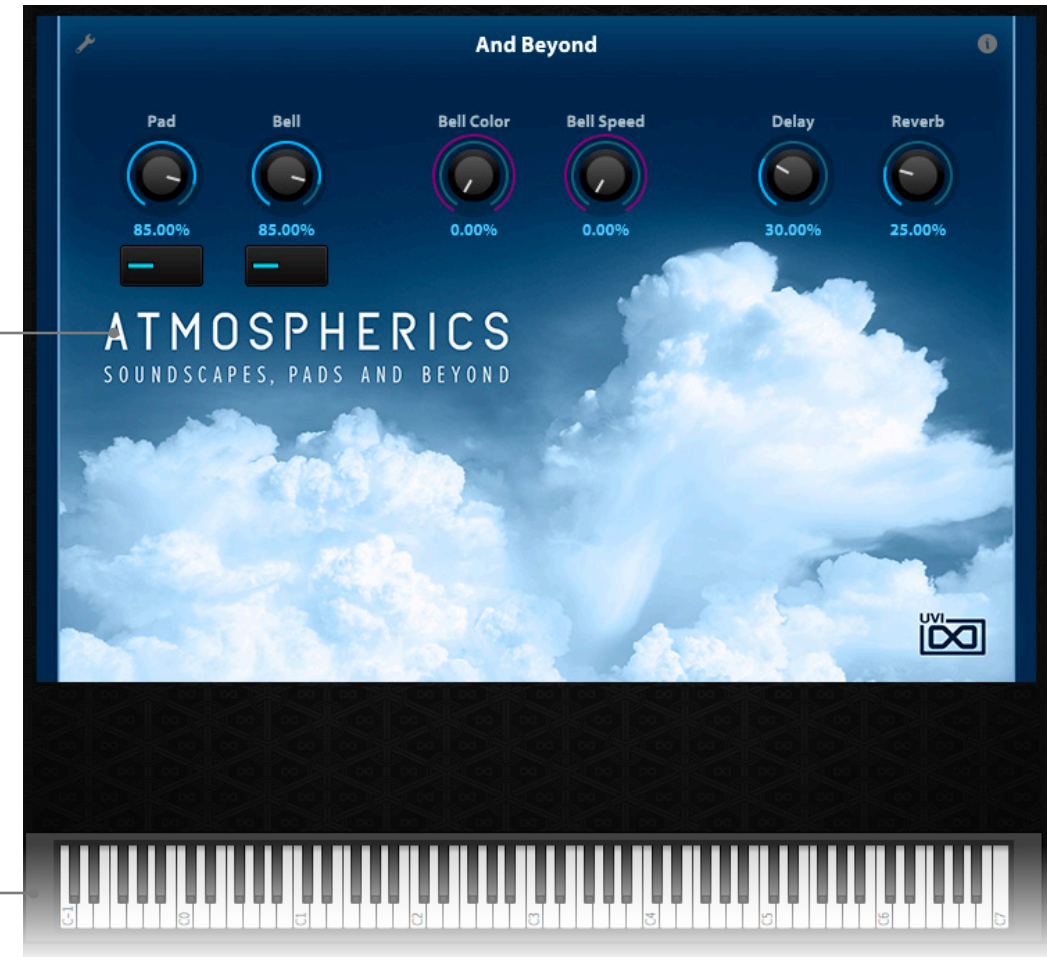 And Beyond
Pad Bell Bell Color Bell Speed Delay Reverb
85.00% 85.00% 0.00% 0.00% 30.00% 25.00%
ATMOSPHERICS
SOUNDSCAPES, PADS AND BEYOND
UVI
C-1 C0 C1 C2 C3 C4 C5 C6 C7